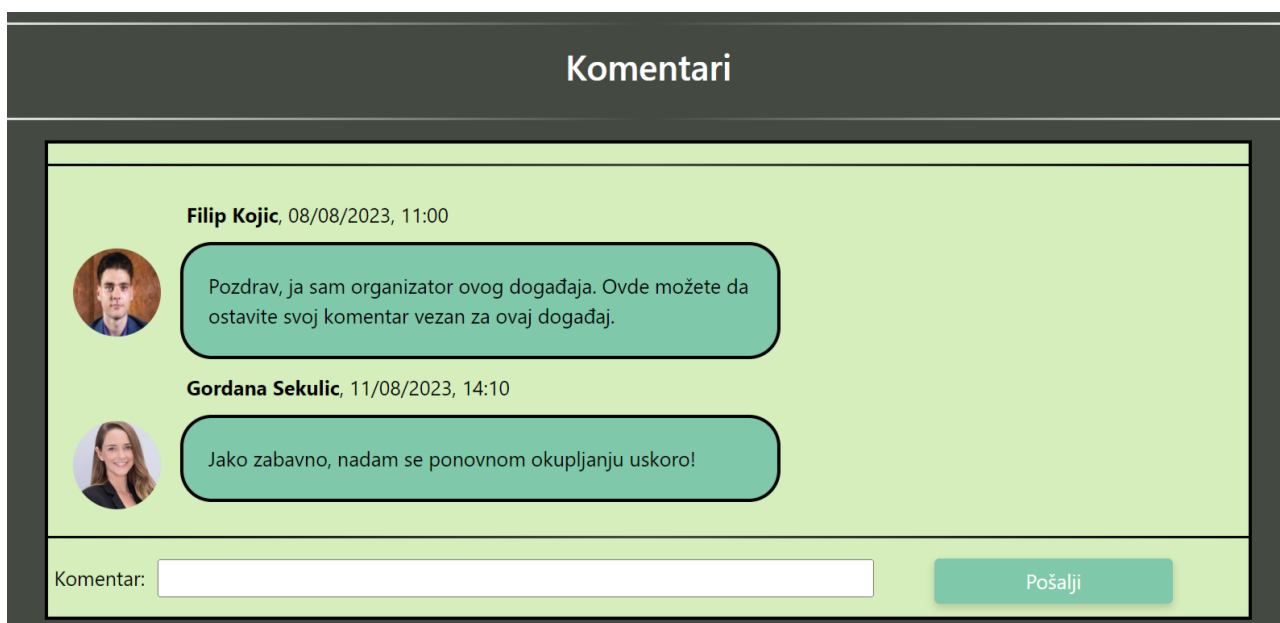 Komentari
Filip Kojic, 08/08/2023, 11:00
Pozdrav, ja sam organizator ovog događaja. Ovde možete da
ostavite svoj komentar vezan za ovaj događaj.
Gordana Sekulic, 11/08/2023, 14:10
Jako zabavno, nadam se ponovnom okupljanju uskoro!
Komentar:
Pošalji